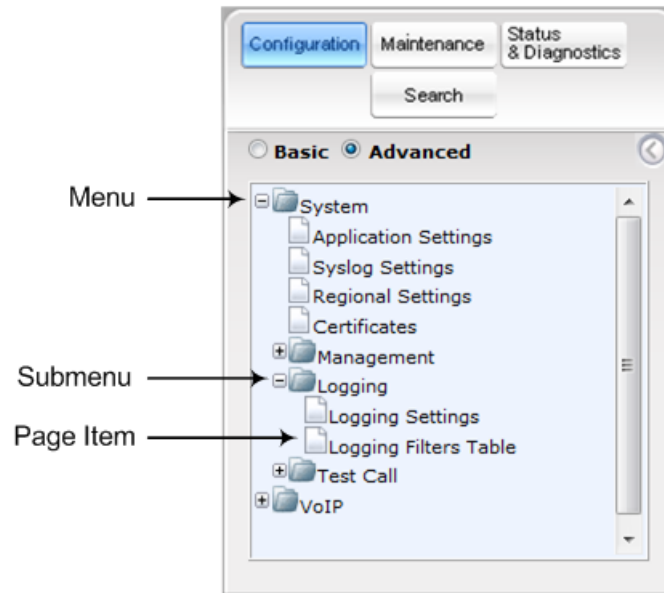 Configuration
Maintenance
Status
& Diagnostics
Search
Basic
Advanced
Menu
System
Application Settings
Syslog Settings
Regional Settings
Certificates
Management
Submenu
Logging
Logging Settings
Page Item
Logging Filters Table
Test Call
VoIP